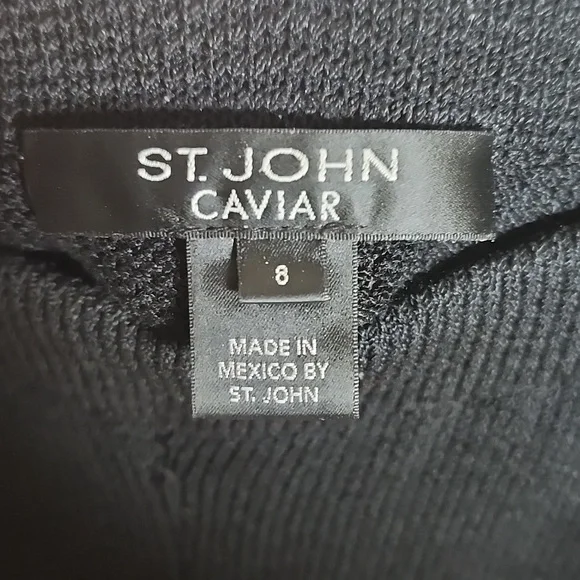 ST. JOHN
CAVIAR
8
MADE IN
MEXICO BY
ST. JOHN